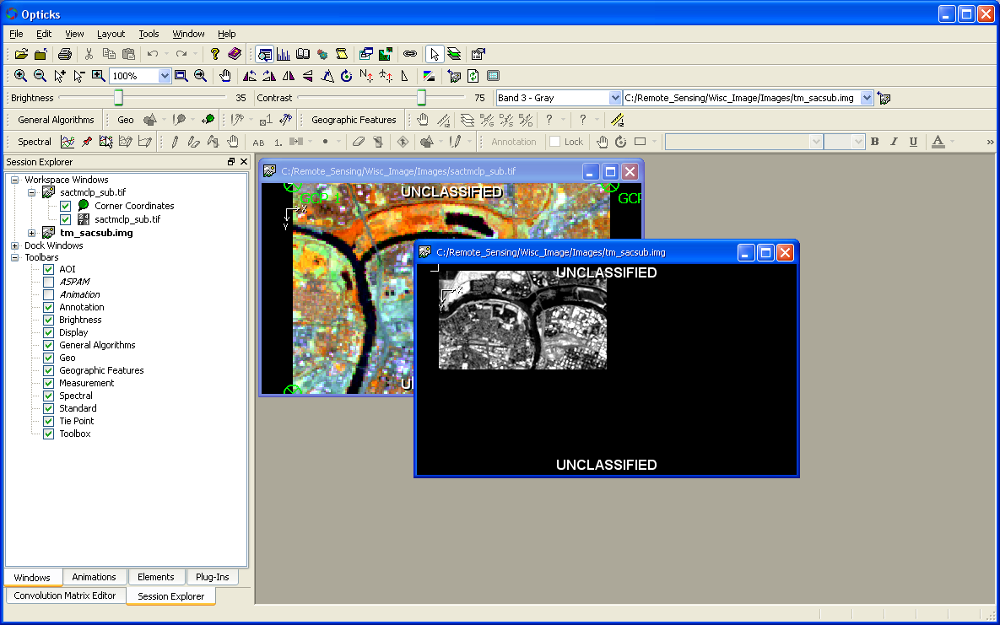 Opticks
File Edit View Layout Tools Window Help
100%
Brightness 35 Contrast 75 Band 3 - Gray C:/Remote_Sensing/Wisc_Image/Images/tm_sacsub.img
General Algorithms Geo Geographic Features
Spectral AB 1. Annotation Lock B I U A »
Session Explorer
Workspace Windows
sactmclp_sub.tif
Corner Coordinates
sactmclp_sub.tif
tm_sacsub.img
Dock Windows
Toolbars
AOI
ASPAM
Animation
Annotation
Brightness
Display
General Algorithms
Geo
Geographic Features
Measurement
Spectral
Standard
Tie Point
Toolbox
Windows Animations Elements Plug-Ins
Convolution Matrix Editor Session Explorer
C:/Remote_Sensing/Wisc_Image/Images/sactmclp_sub.tif
UNCLASSIFIED
GCP 1 GCP
X
Y
C:/Remote_Sensing/Wisc_Image/Images/tm_sacsub.img
UNCLASSIFIED
X
Y
UNCLASSIFIED